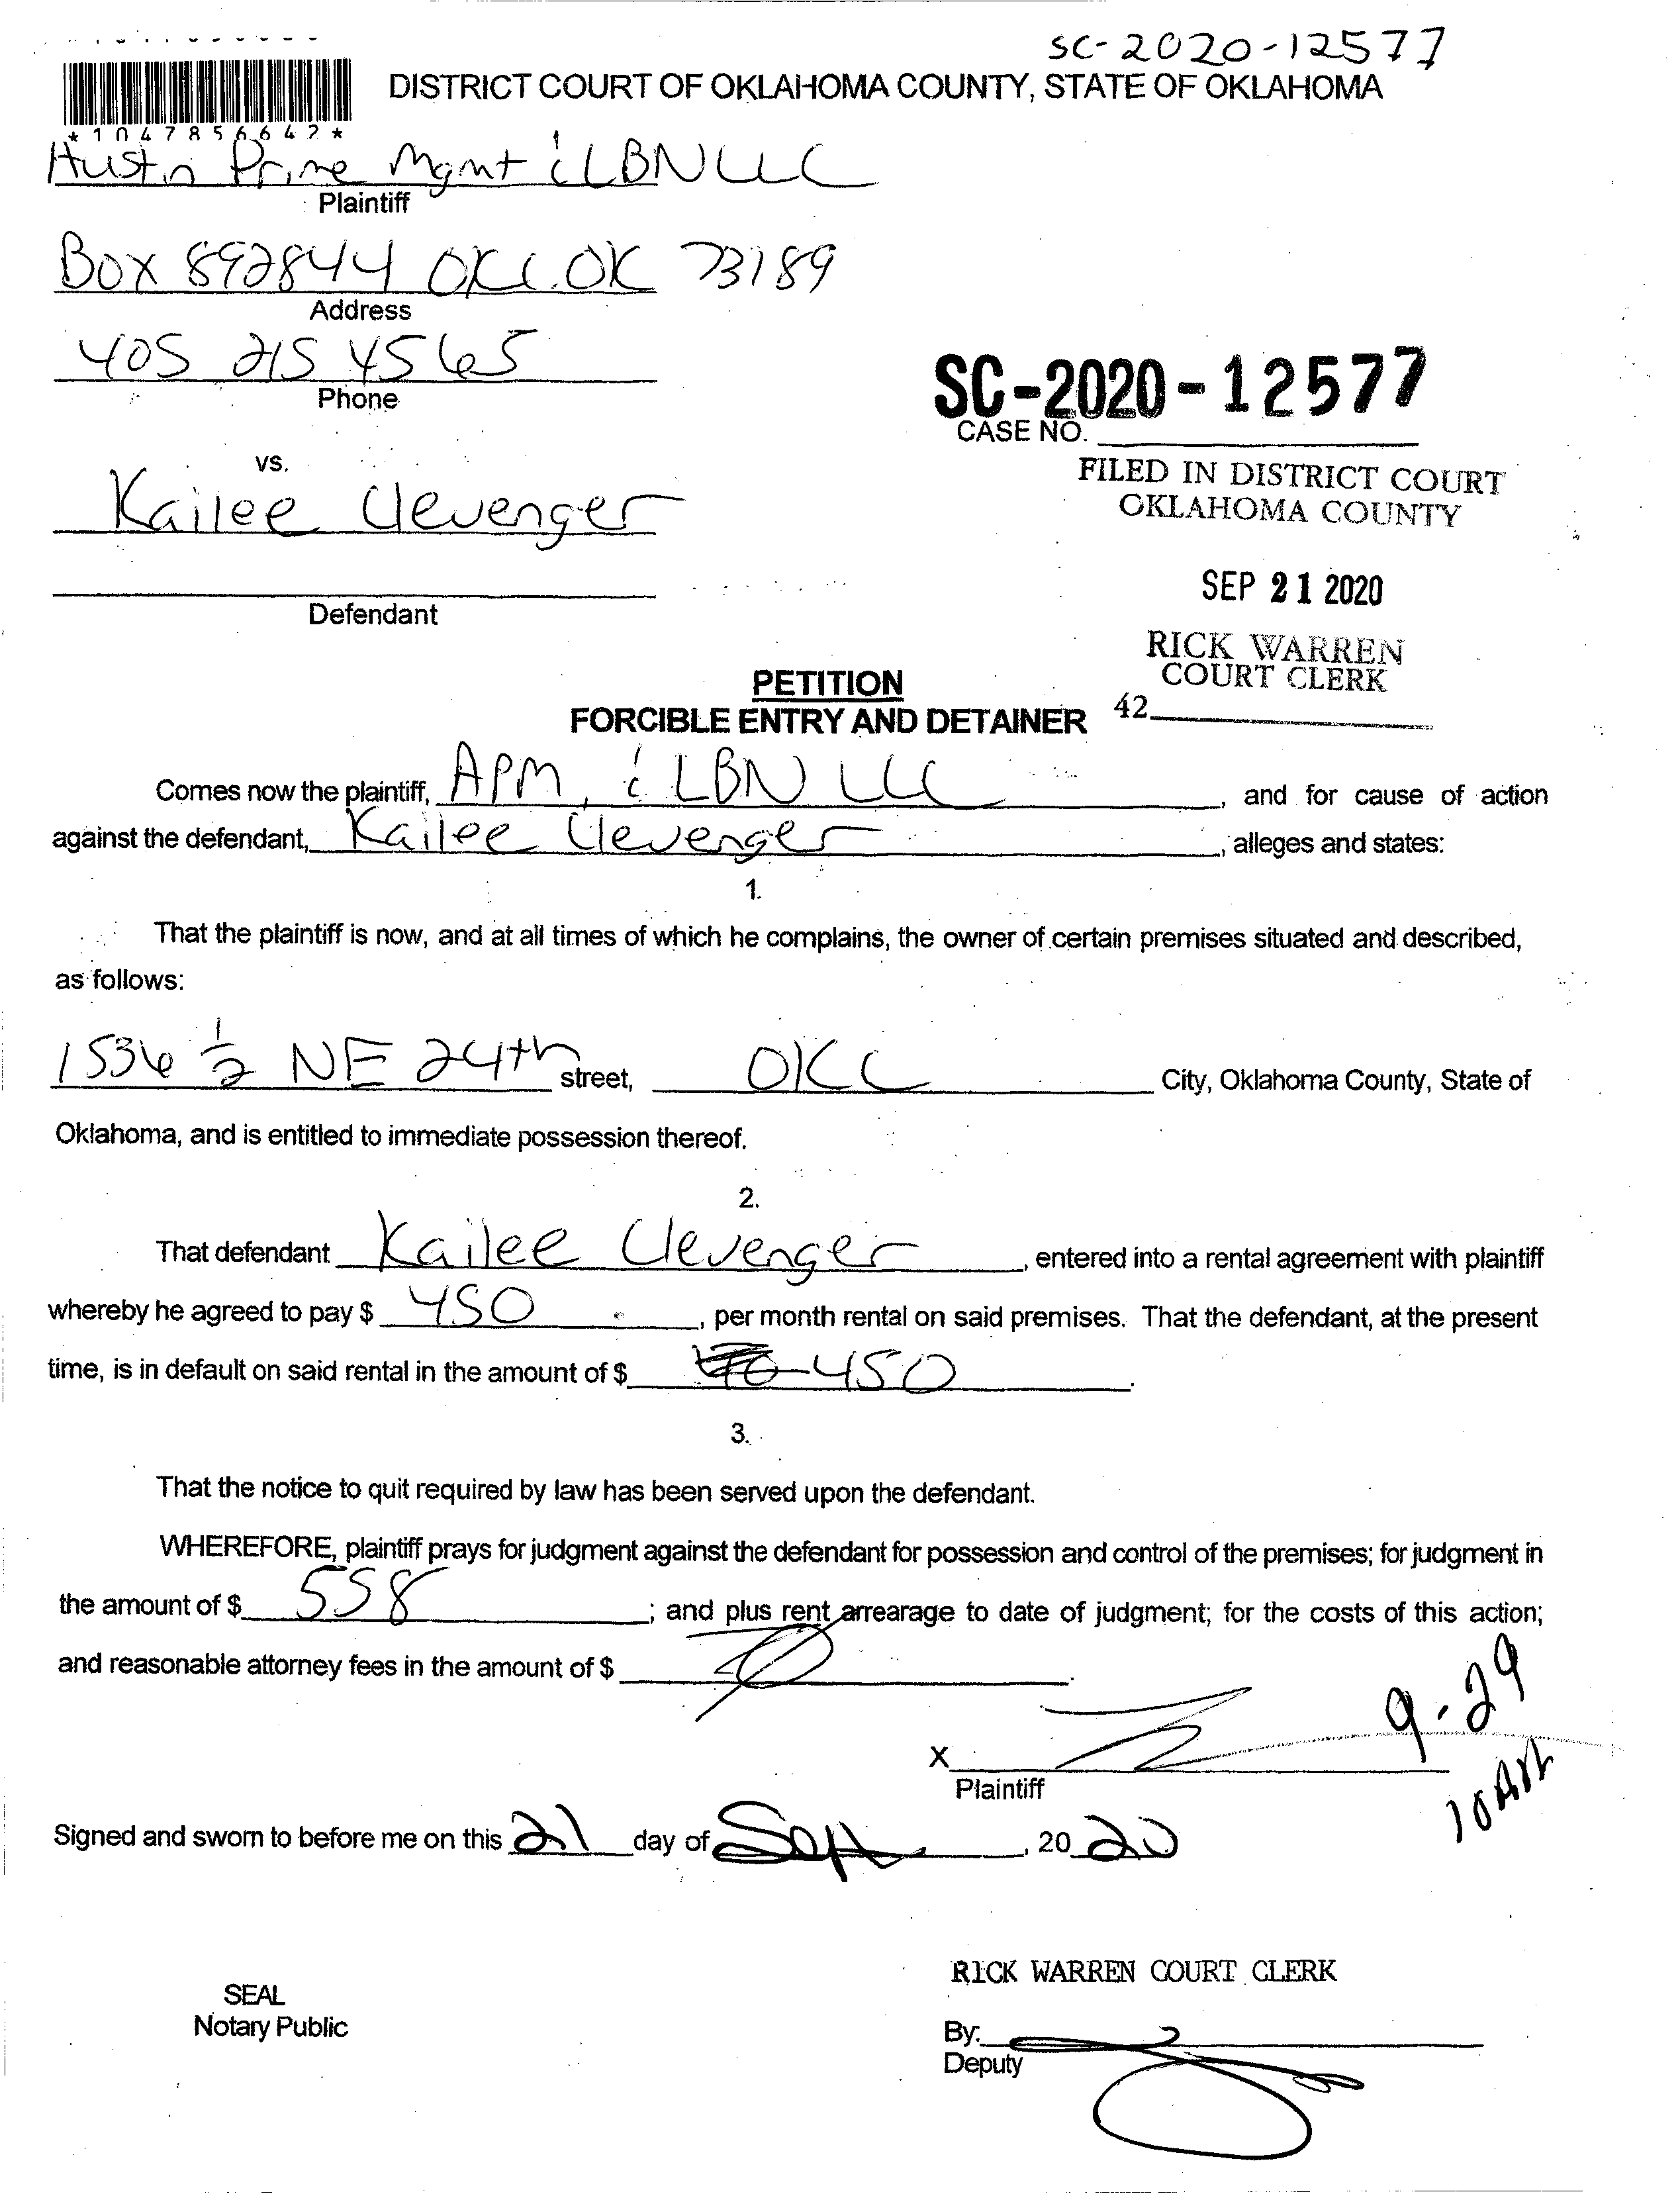 SC-2020-12577
DISTRICT COURT OF OKLAHOMA COUNTY, STATE OF OKLAHOMA
*1047856642*
Austin Prime Mgmt & LBN LLC
Plaintiff
Box 892844 OKC. OK 73189
Address
405 215 4565
Phone
SC-2020-12577
CASE NO.
vs.
FILED IN DISTRICT COURT
OKLAHOMA COUNTY
Kailee Clevenger
SEP 21 2020
Defendant
RICK WARREN
COURT CLERK
42
PETITION
FORCIBLE ENTRY AND DETAINER
Comes now the plaintiff, APM, & LBN LLC, and for cause of action
against the defendant, Kailee Clevenger, alleges and states:
1.
That the plaintiff is now, and at all times of which he complains, the owner of certain premises situated and described,
as follows:
1536 1/2 NE 24th street, OKC City, Oklahoma County, State of
Oklahoma, and is entitled to immediate possession thereof.
2.
That defendant Kailee Clevenger, entered into a rental agreement with plaintiff
whereby he agreed to pay $ 450, per month rental on said premises. That the defendant, at the present
time, is in default on said rental in the amount of $ 450.
3.
That the notice to quit required by law has been served upon the defendant.
WHEREFORE, plaintiff prays for judgment against the defendant for possession and control of the premises; for judgment in
the amount of $ 558; and plus rent arrearage to date of judgment; for the costs of this action;
and reasonable attorney fees in the amount of $ .
9-29
10AM
X
Plaintiff
Signed and sworn to before me on this 21 day of Sept, 2020
RICK WARREN COURT CLERK
SEAL
Notary Public
By:
Deputy